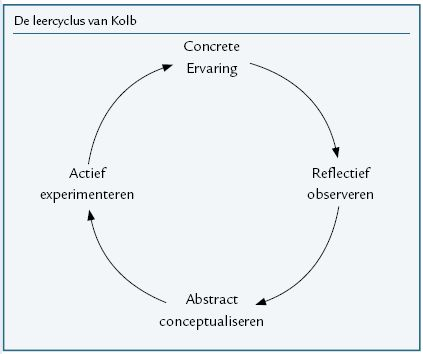 De leercyclus van Kolb
Concrete
Ervaring
Reflectief
observeren
Abstract
conceptualiseren
Actief
experimenteren